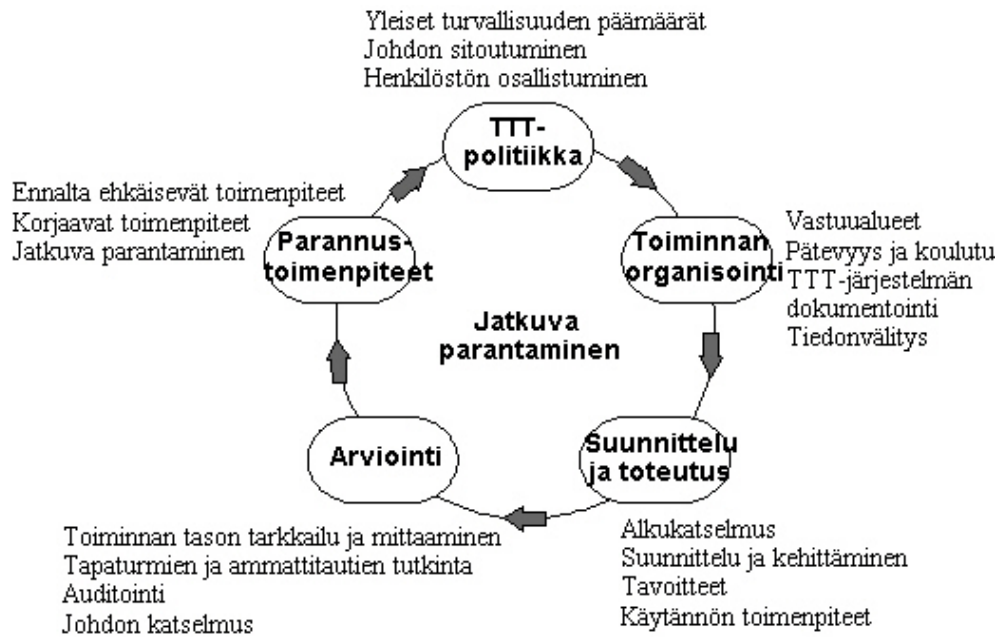 Yleiset turvallisuuden päämäärät
Johdon sitoutuminen
Henkilöstön osallistuminen
TTT-
politiikka
Ennalta ehkäisevät toimenpiteet
Korjaavat toimenpiteet
Jatkuva parantaminen
Parannus-
toimenpiteet
Toiminnan
organisointi
Vastuualueet
Pätevyys ja koulutu
TTT-järjestelmän
dokumentointi
Tiedonvälitys
Jatkuva
parantaminen
Arviointi
Suunnittelu
ja toteutus
Toiminnan tason tarkkailu ja mittaaminen
Tapaturmien ja ammattitautien tutkinta
Auditointi
Johdon katselmus
Alkukatselmus
Suunnittelu ja kehittäminen
Tavoitteet
Käytännön toimenpiteet